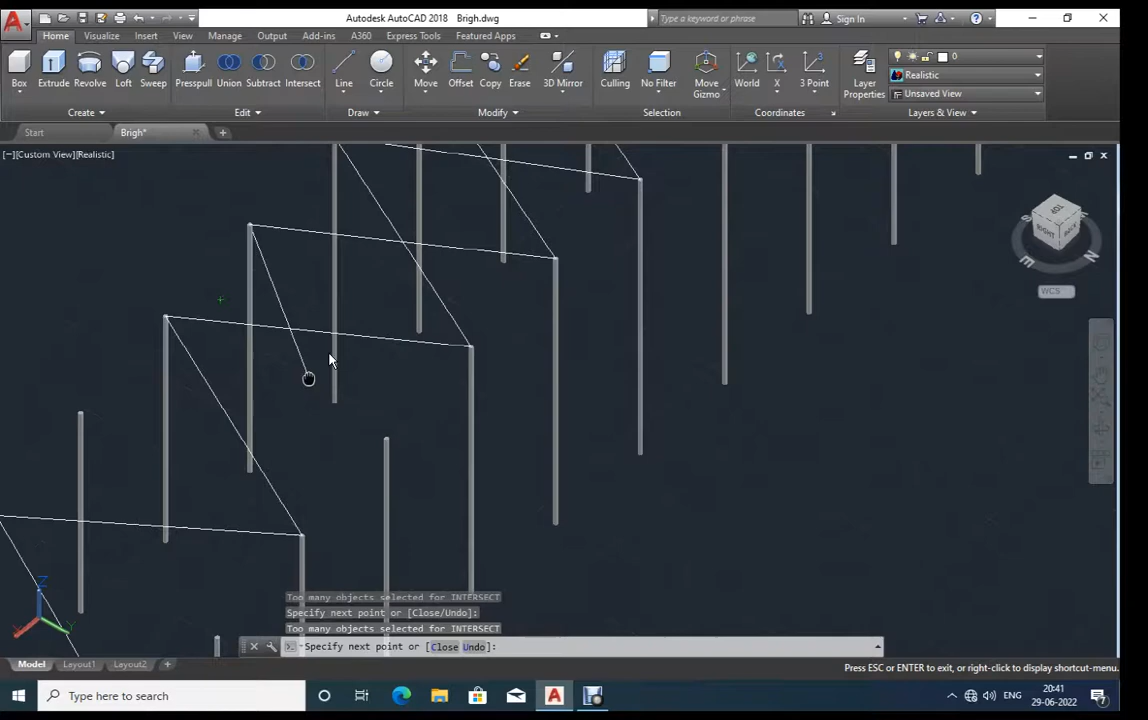 Autodesk AutoCAD 2018 Brigh.dwg
Type a keyword or phrase
Sign In
Home Visualize Insert View Manage Output Add-ins A360 Express Tools Featured Apps
Box Extrude Revolve Loft Sweep Presspull Union Subtract Intersect Line Circle Move Offset Copy Erase 3D Mirror Culling No Filter Move Gizmo World X 3 Point Layer Properties
0
Realistic
Unsaved View
Create Edit Draw Modify Selection Coordinates Layers & View
Start Brigh*
[−][Custom View][Realistic]
TOP
RIGHT BACK
S E N
WCS
Z
X Y
Too many objects selected for INTERSECT
Specify next point or [Close/Undo]:
Too many objects selected for INTERSECT
Specify next point or [Close Undo]:
Model Layout1 Layout2 +
Press ESC or ENTER to exit, or right-click to display shortcut-menu.
Type here to search
ENG
20:41
29-06-2022
7